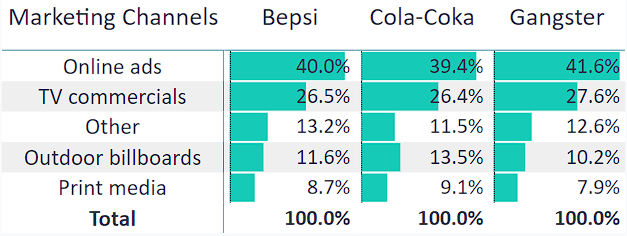 Marketing Channels Bepsi Cola-Coka Gangster
Online ads 40.0% 39.4% 41.6%
TV commercials 26.5% 26.4% 27.6%
Other 13.2% 11.5% 12.6%
Outdoor billboards 11.6% 13.5% 10.2%
Print media 8.7% 9.1% 7.9%
Total 100.0% 100.0% 100.0%